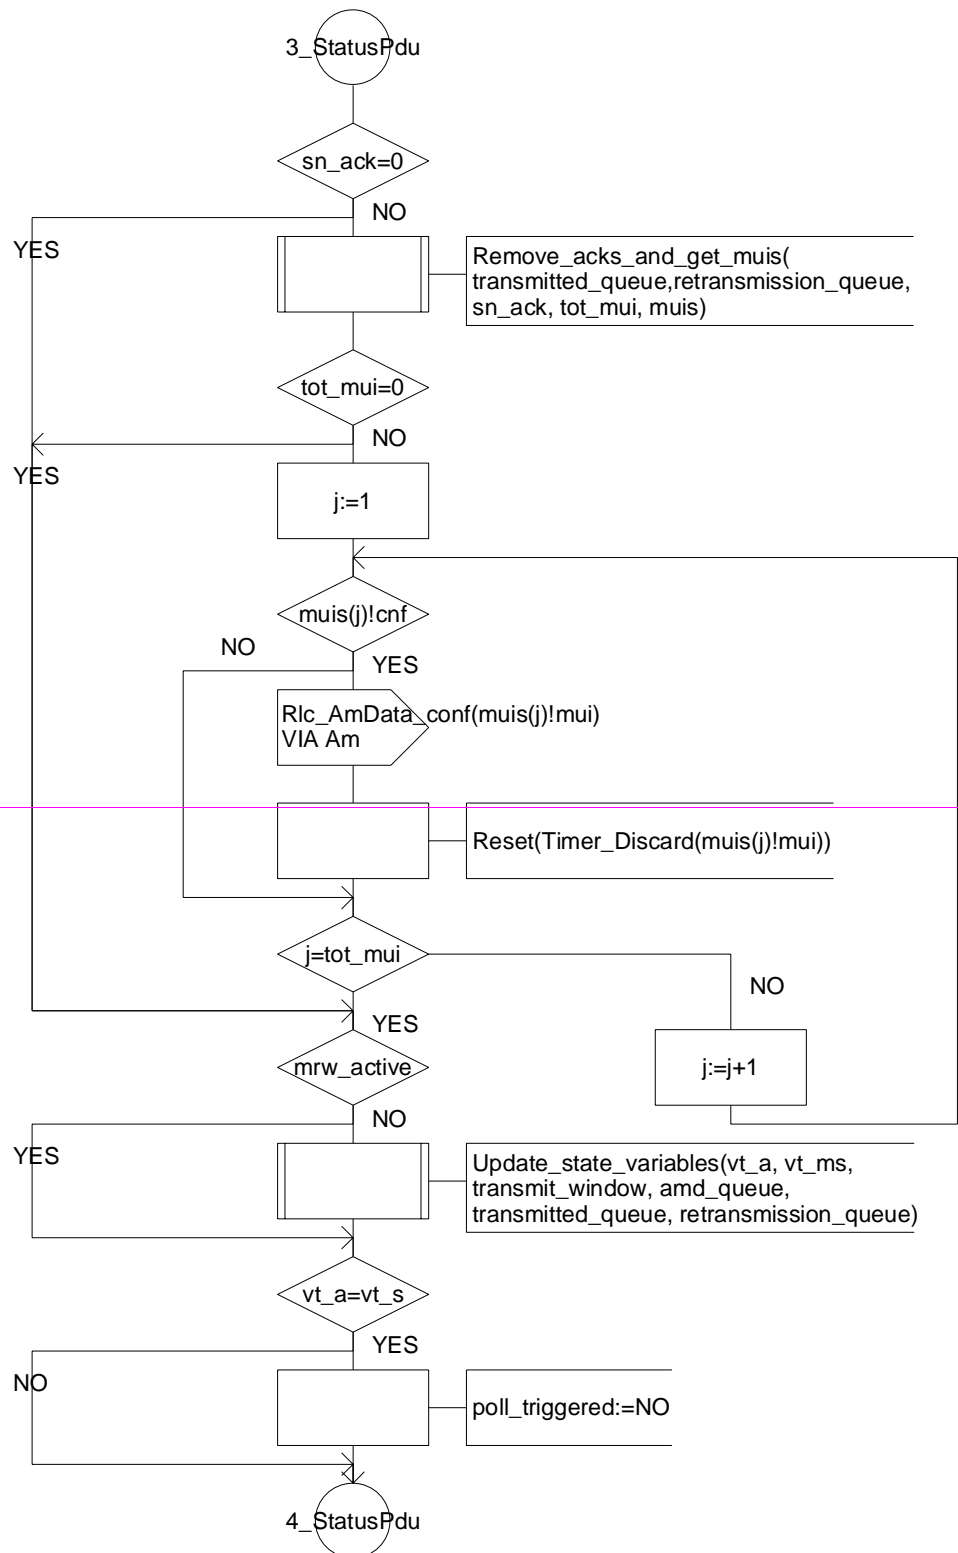 3_StatusPdu
sn_ack=0
NO
YES
Remove_acks_and_get_muis(
transmitted_queue,retransmission_queue,
sn_ack, tot_mui, muis)
tot_mui=0
NO
YES
j:=1
muis(j)!cnf
NO
YES
Rlc_AmData_conf(muis(j)!mui)
VIA Am
Reset(Timer_Discard(muis(j)!mui))
j=tot_mui
NO
YES
mrw_active
j:=j+1
NO
YES
Update_state_variables(vt_a, vt_ms,
transmit_window, amd_queue,
transmitted_queue, retransmission_queue)
vt_a=vt_s
YES
NO
poll_triggered:=NO
4_StatusPdu